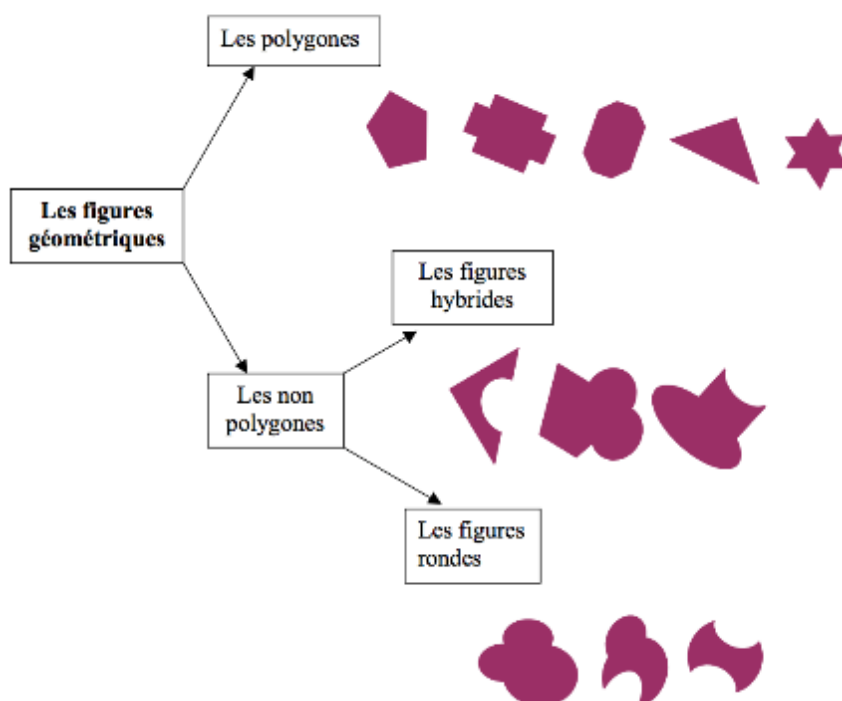 Les polygones
Les figures
géométriques
Les figures
hybrides
Les non
polygones
Les figures
rondes